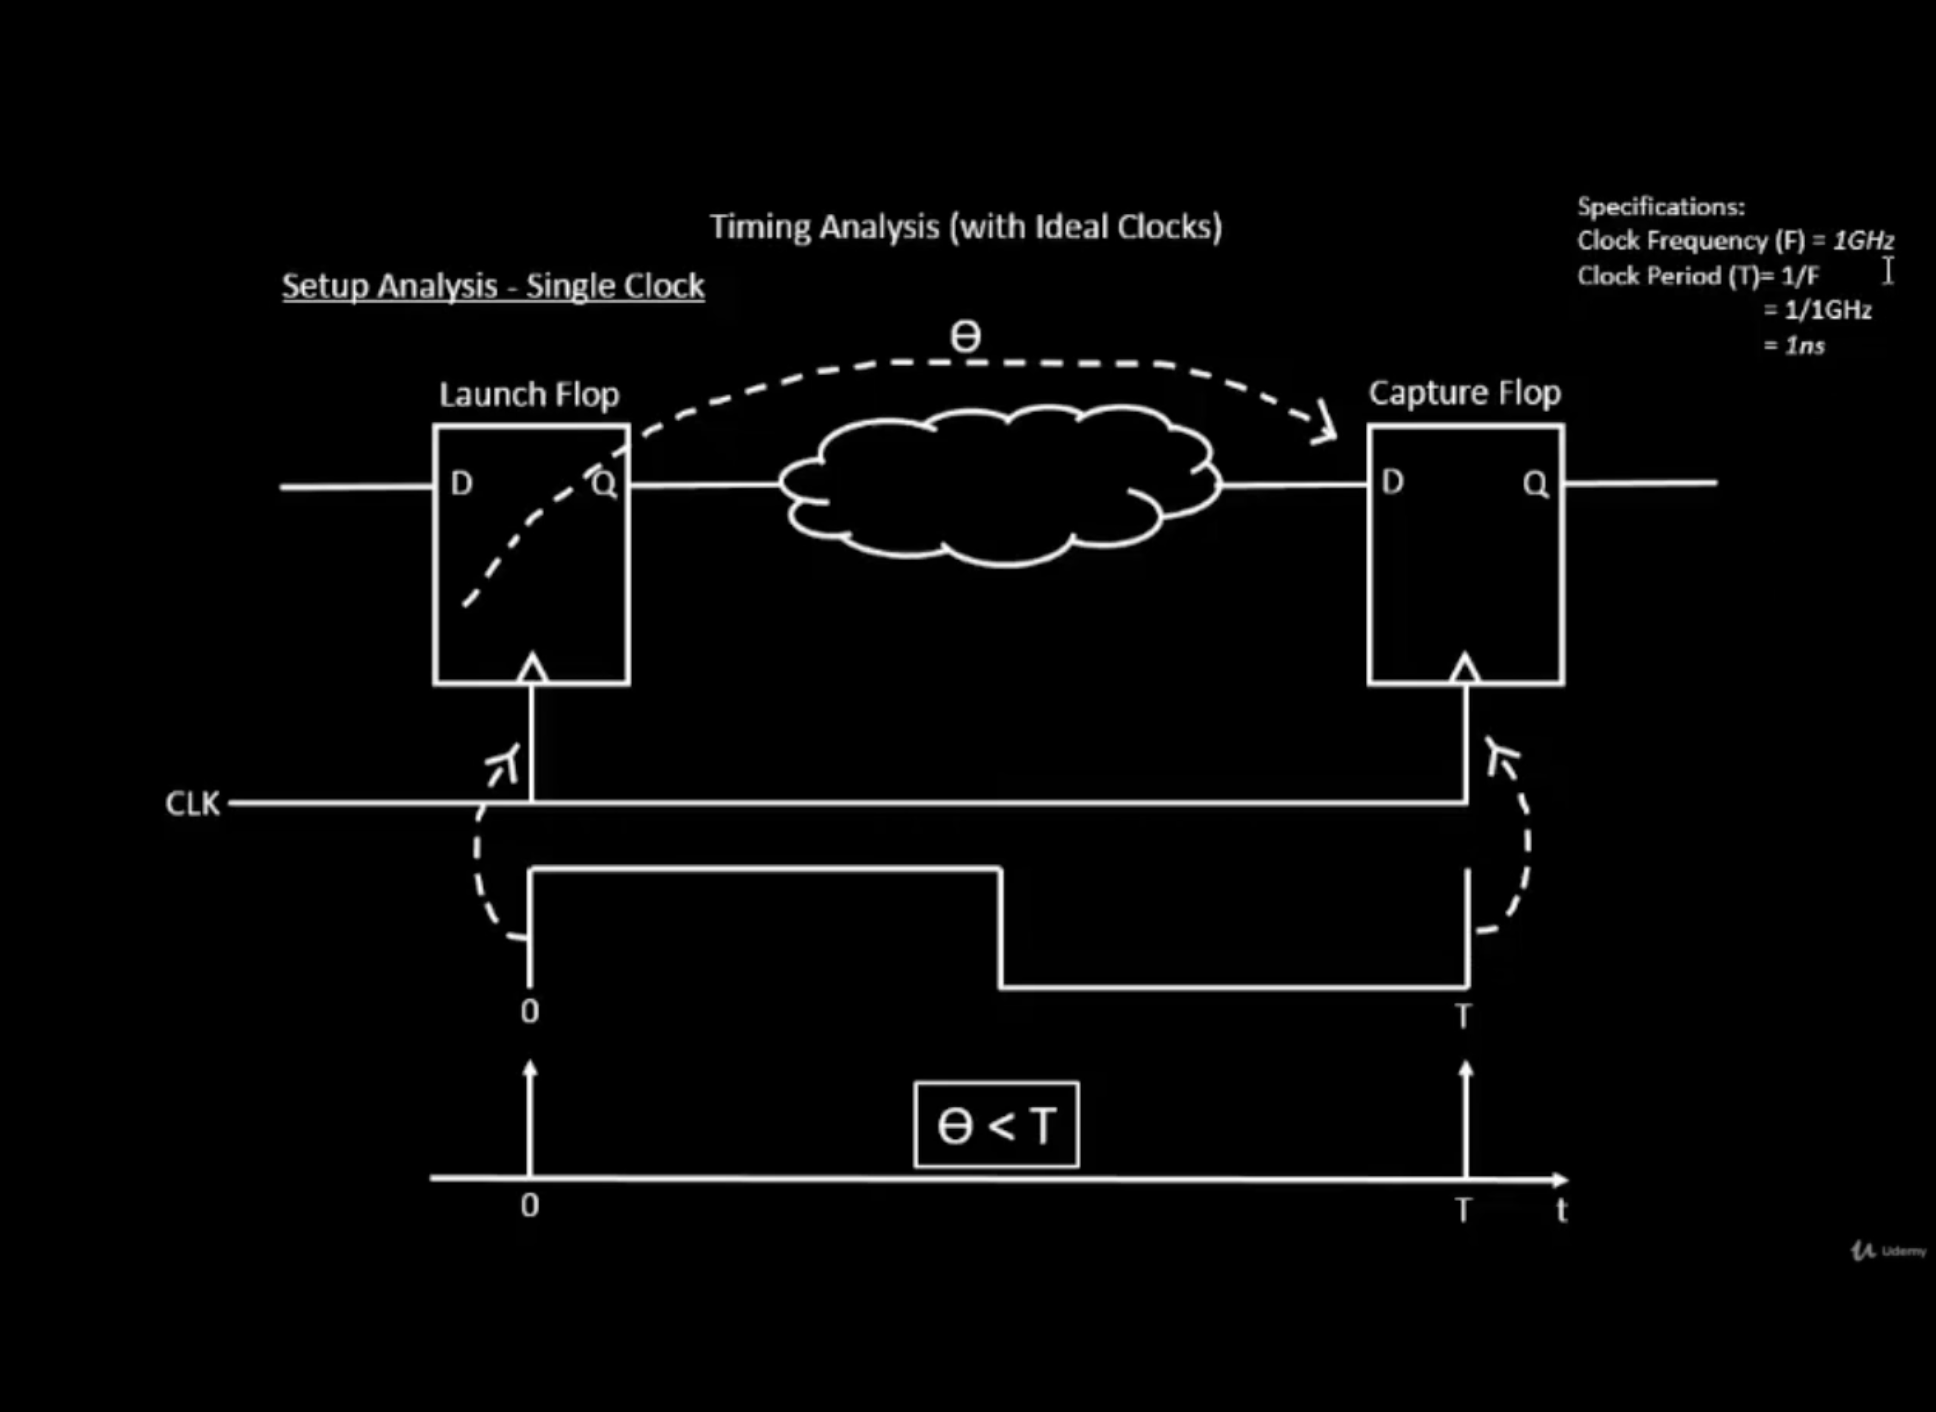 Timing Analysis (with Ideal Clocks)
Specifications:
Clock Frequency (F) = 1GHz
Clock Period (T)= 1/F
= 1/1GHz
= 1ns
Setup Analysis - Single Clock
Ɵ
Launch Flop
Capture Flop
D Q
D Q
CLK
0 T
Ɵ < T
0 T t
Udemy